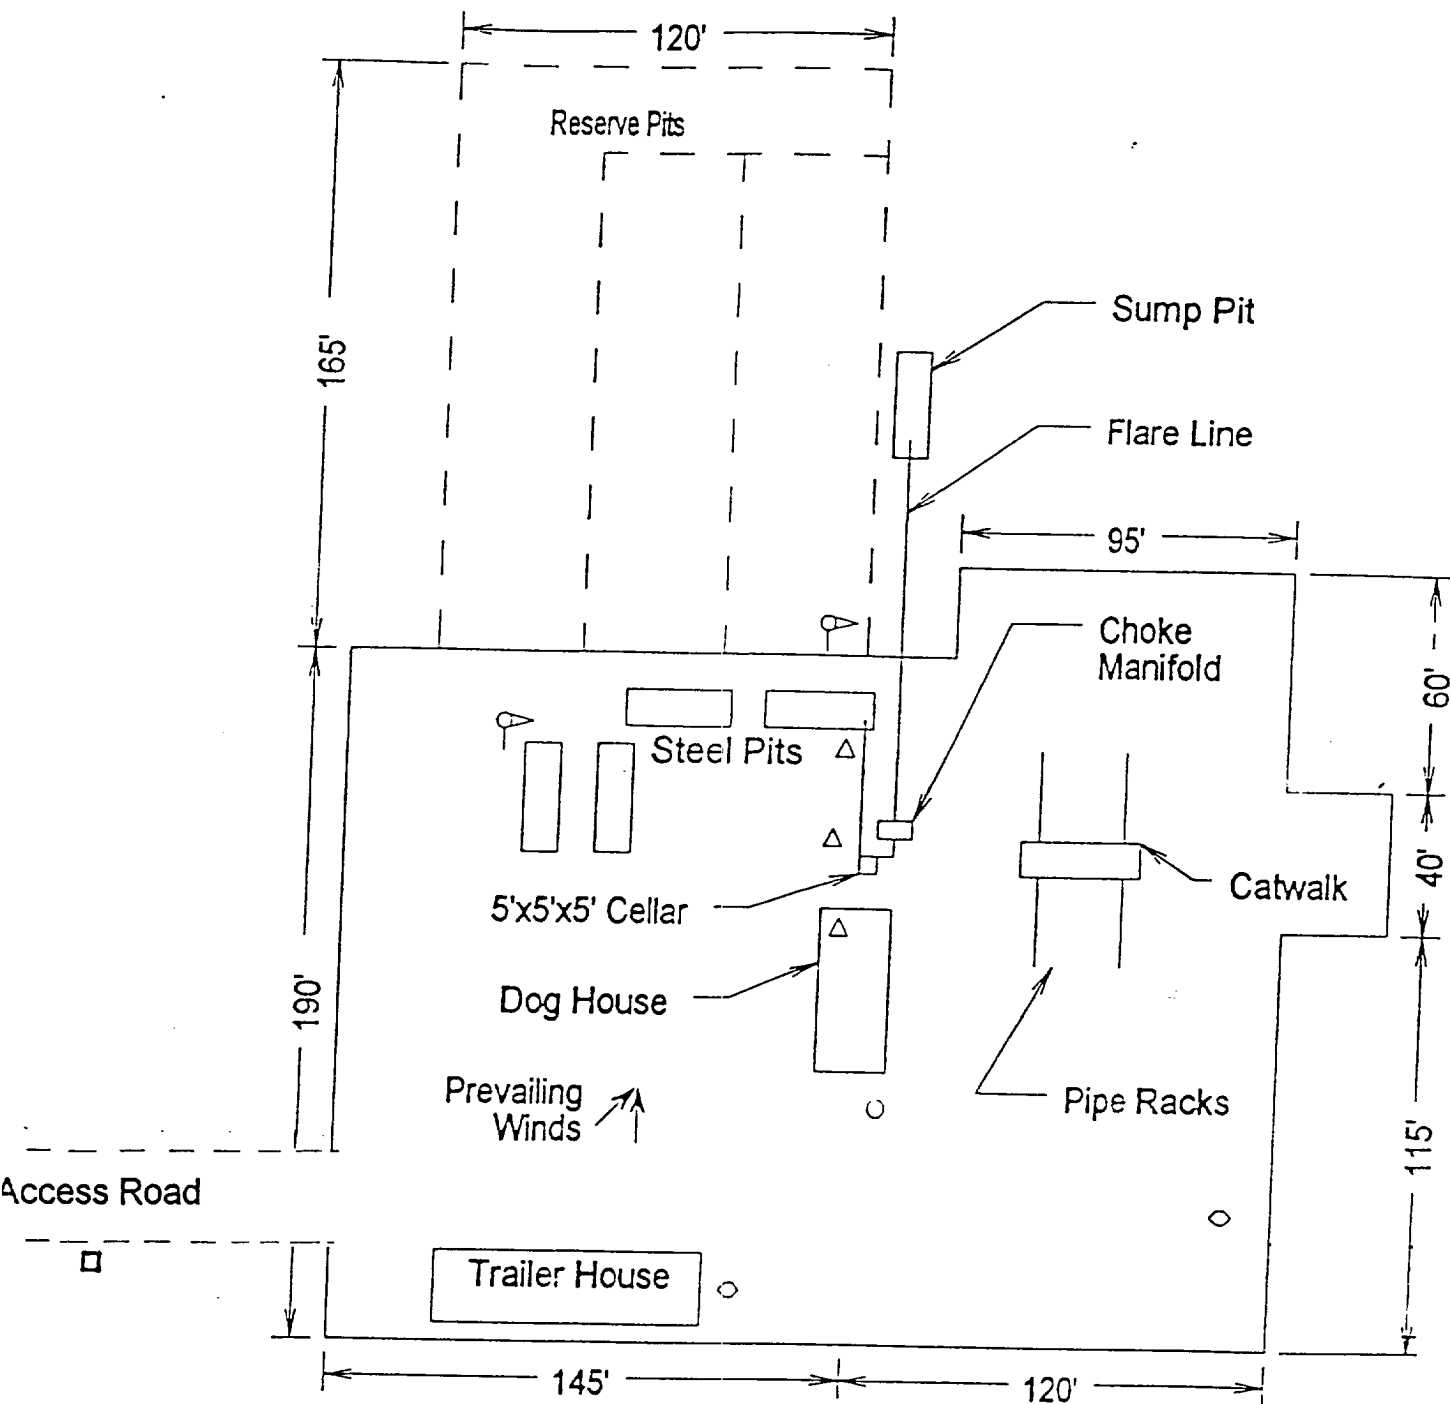 120'
Reserve Pits
165'
Sump Pit
Flare Line
95'
Choke
Manifold
60'
Steel Pits
40'
Catwalk
5'x5'x5' Cellar
190'
Dog House
Prevailing
Winds
Pipe Racks
115'
Access Road
Trailer House
145'
120'